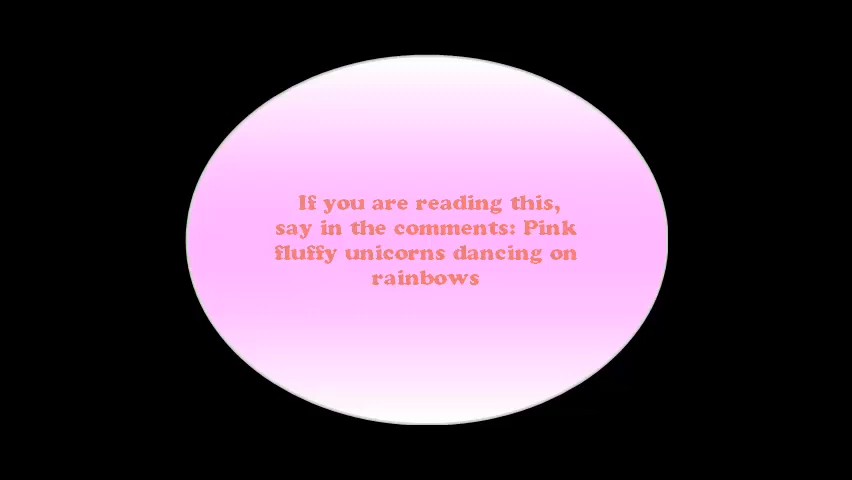 If you are reading this,
say in the comments: Pink
fluffy unicorns dancing on
rainbows